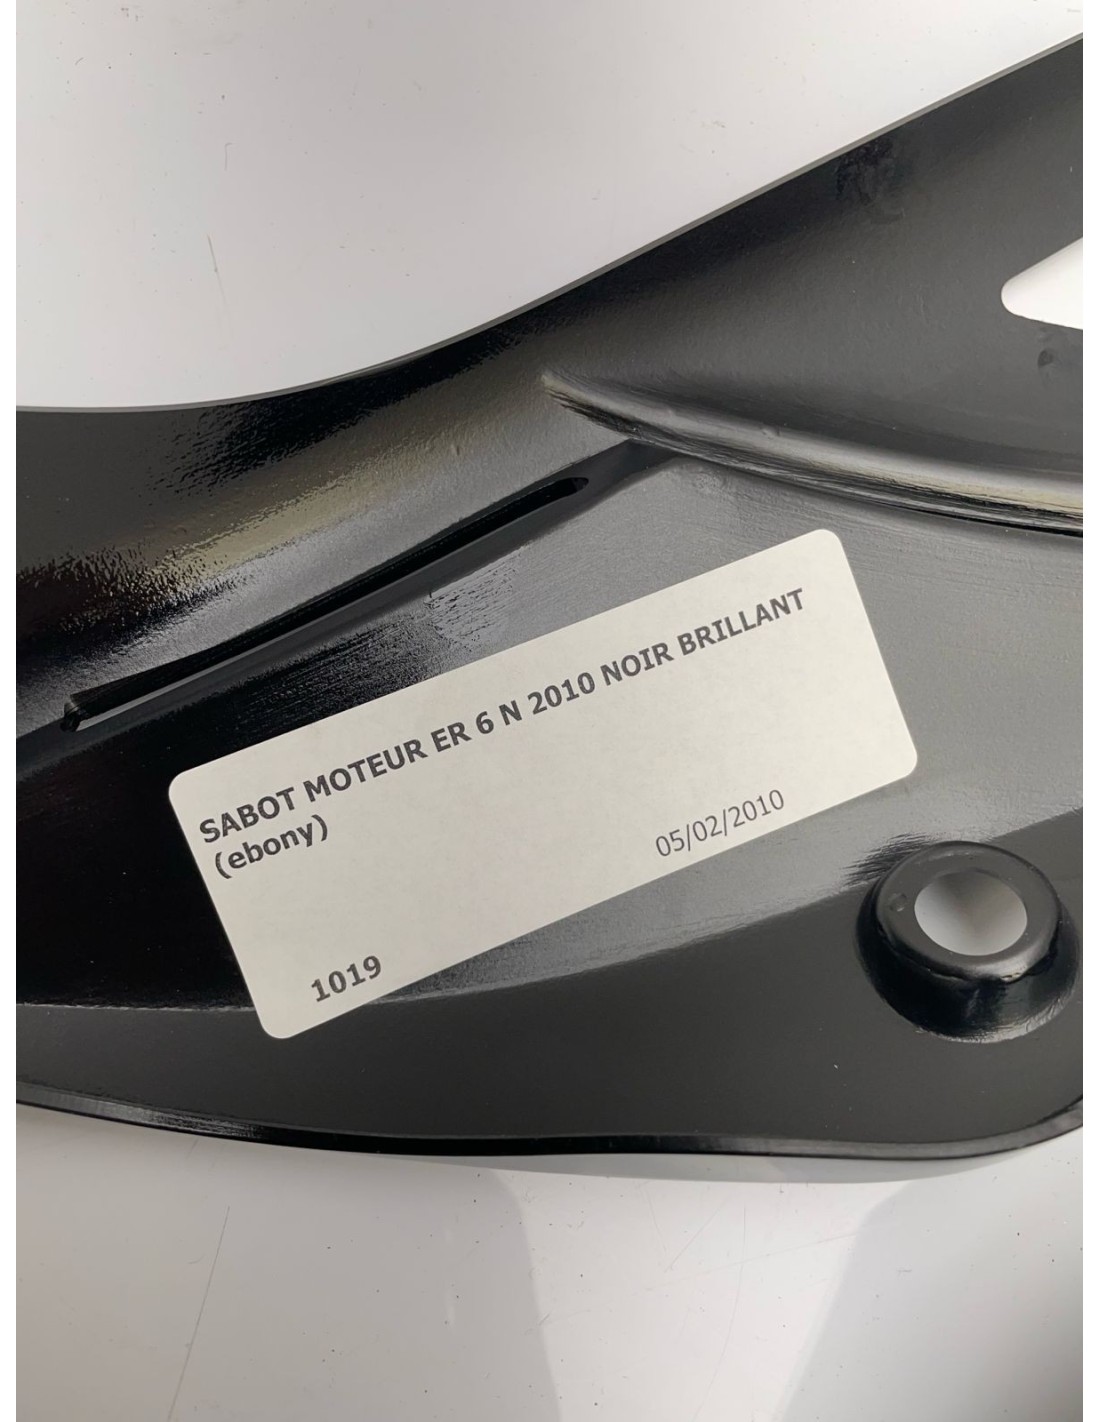 SABOT MOTEUR ER 6 N 2010 NOIR BRILLANT
(ebony)
05/02/2010
1019